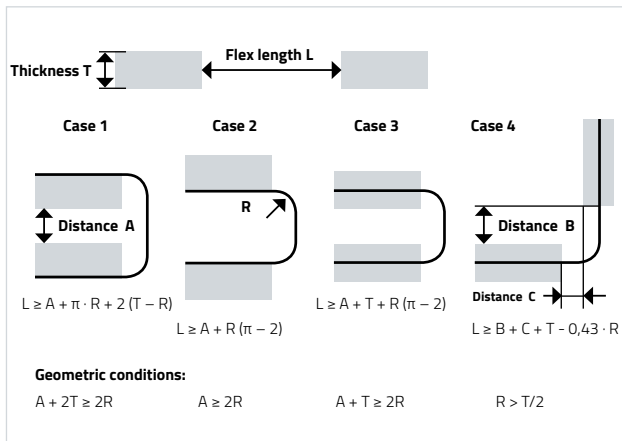 Thickness T
Flex length L
Case 1 Case 2 Case 3 Case 4
R
Distance A
Distance B
Distance C
L ≥ A + π · R + 2 (T – R)
L ≥ A + R (π – 2)
L ≥ A + T + R (π – 2)
L ≥ B + C + T - 0,43 · R
Geometric conditions:
A + 2T ≥ 2R A ≥ 2R A + T ≥ 2R R > T/2